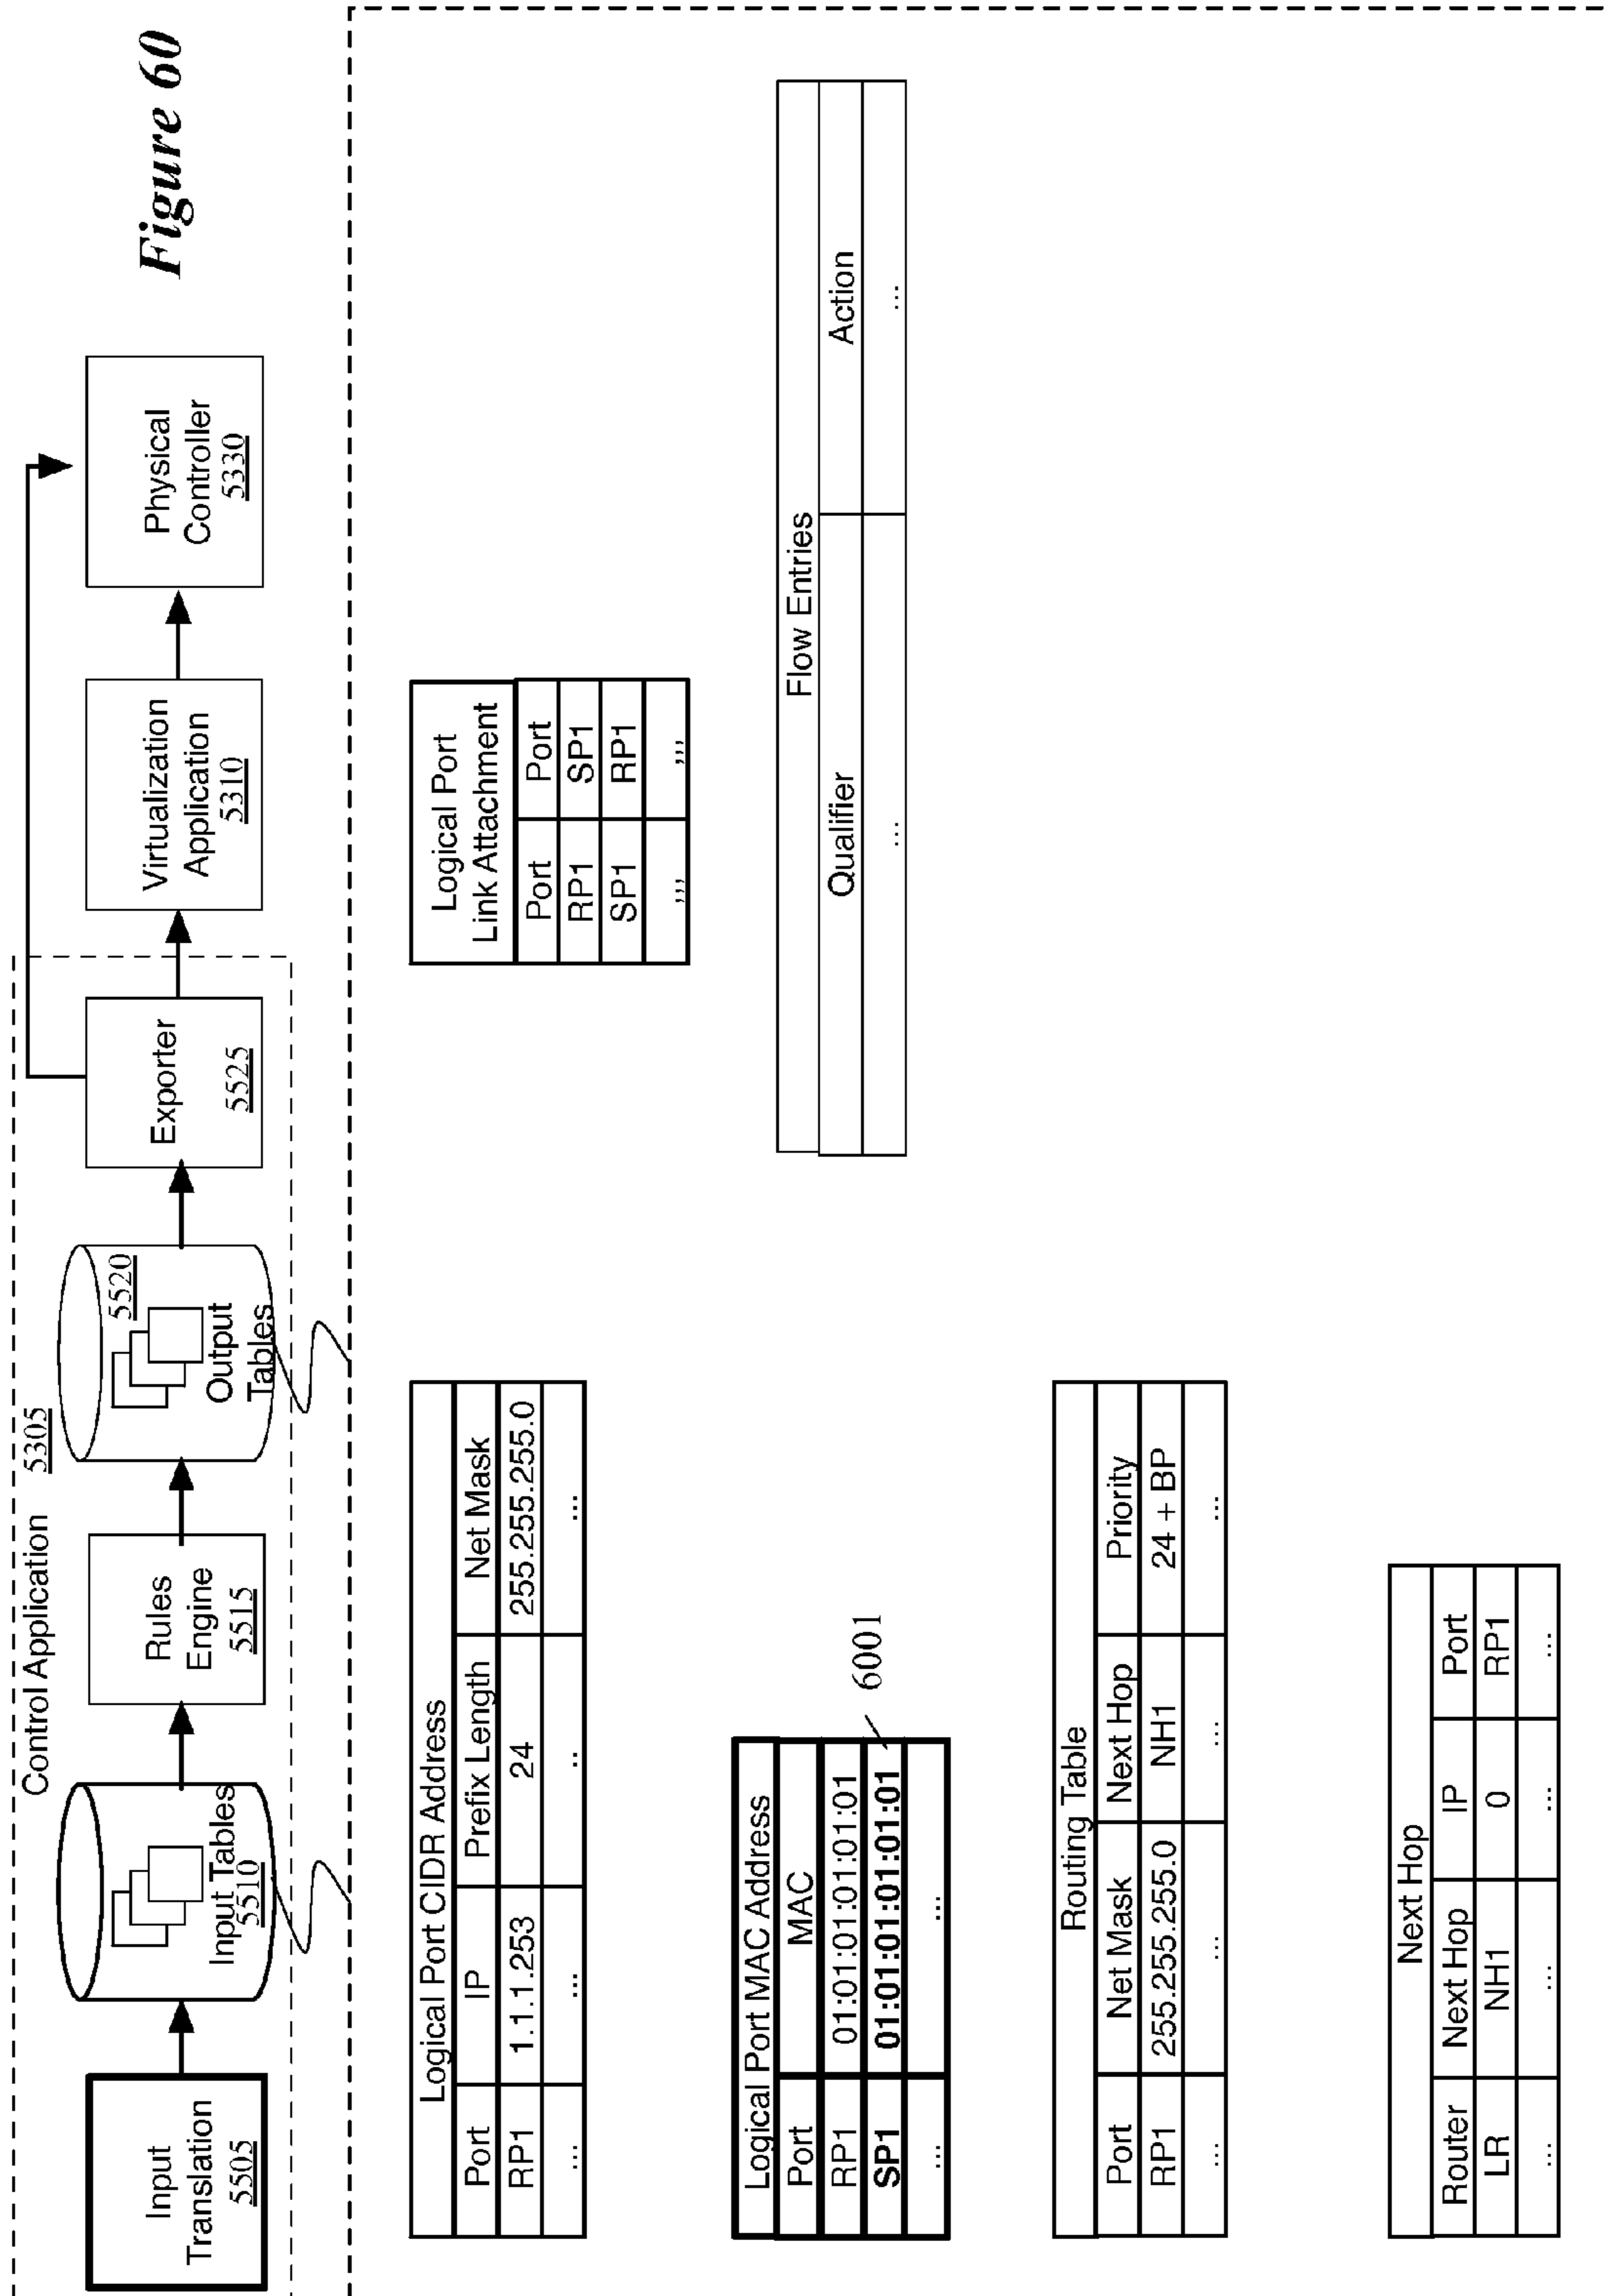 Figure 60
Control Application
5305
Input
Translation
5505
Input Tables
5510
Rules
Engine
5515
5520
Output
Tables
Exporter
5525
Virtualization
Application
5310
Physical
Controller
5330
Logical Port CIDR Address
Port IP Prefix Length Net Mask
RP1 1.1.1.253 24 255.255.255.0
... ... .. ...
Logical Port
Link Attachment
Port Port
RP1 SP1
SP1 RP1
,,, ,,,
Logical Port MAC Address
Port MAC
RP1 01:01:01:01:01:01
SP1 01:01:01:01:01:01
... ...
6001
Flow Entries
Qualifier Action
... ...
Routing Table
Port Net Mask Next Hop Priority
RP1 255.255.255.0 NH1 24 + BP
... ... ... ...
Next Hop
Router Next Hop IP Port
LR NH1 0 RP1
... ... ... ...